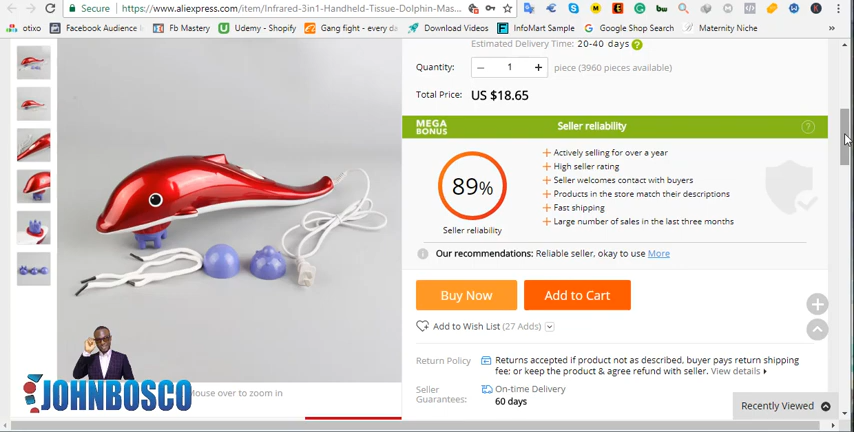 Secure https://www.aliexpress.com/item/Infrared-3in1-Handheld-Tissue-Dolphin-Mas...
otixo Facebook Audience Fb Mastery Udemy - Shopify Gang fight - every da Download Videos InfoMart Sample Google Shop Search Maternity Niche
Estimated Delivery Time: 20-40 days ?
Quantity: – 1 + piece (3960 pieces available)
Total Price: US $18.65
MEGA BONUS
Seller reliability ?
89%
Seller reliability
+ Actively selling for over a year
+ High seller rating
+ Seller welcomes contact with buyers
+ Products in the store match their descriptions
+ Fast shipping
+ Large number of sales in the last three months
Our recommendations: Reliable seller, okay to use More
Buy Now Add to Cart
Add to Wish List (27 Adds)
Return Policy Returns accepted if product not as described, buyer pays return shipping
fee; or keep the product & agree refund with seller. View details
Seller
Guarantees:
On-time Delivery
60 days
Recently Viewed
Mouse over to zoom in
JOHNBOSCO